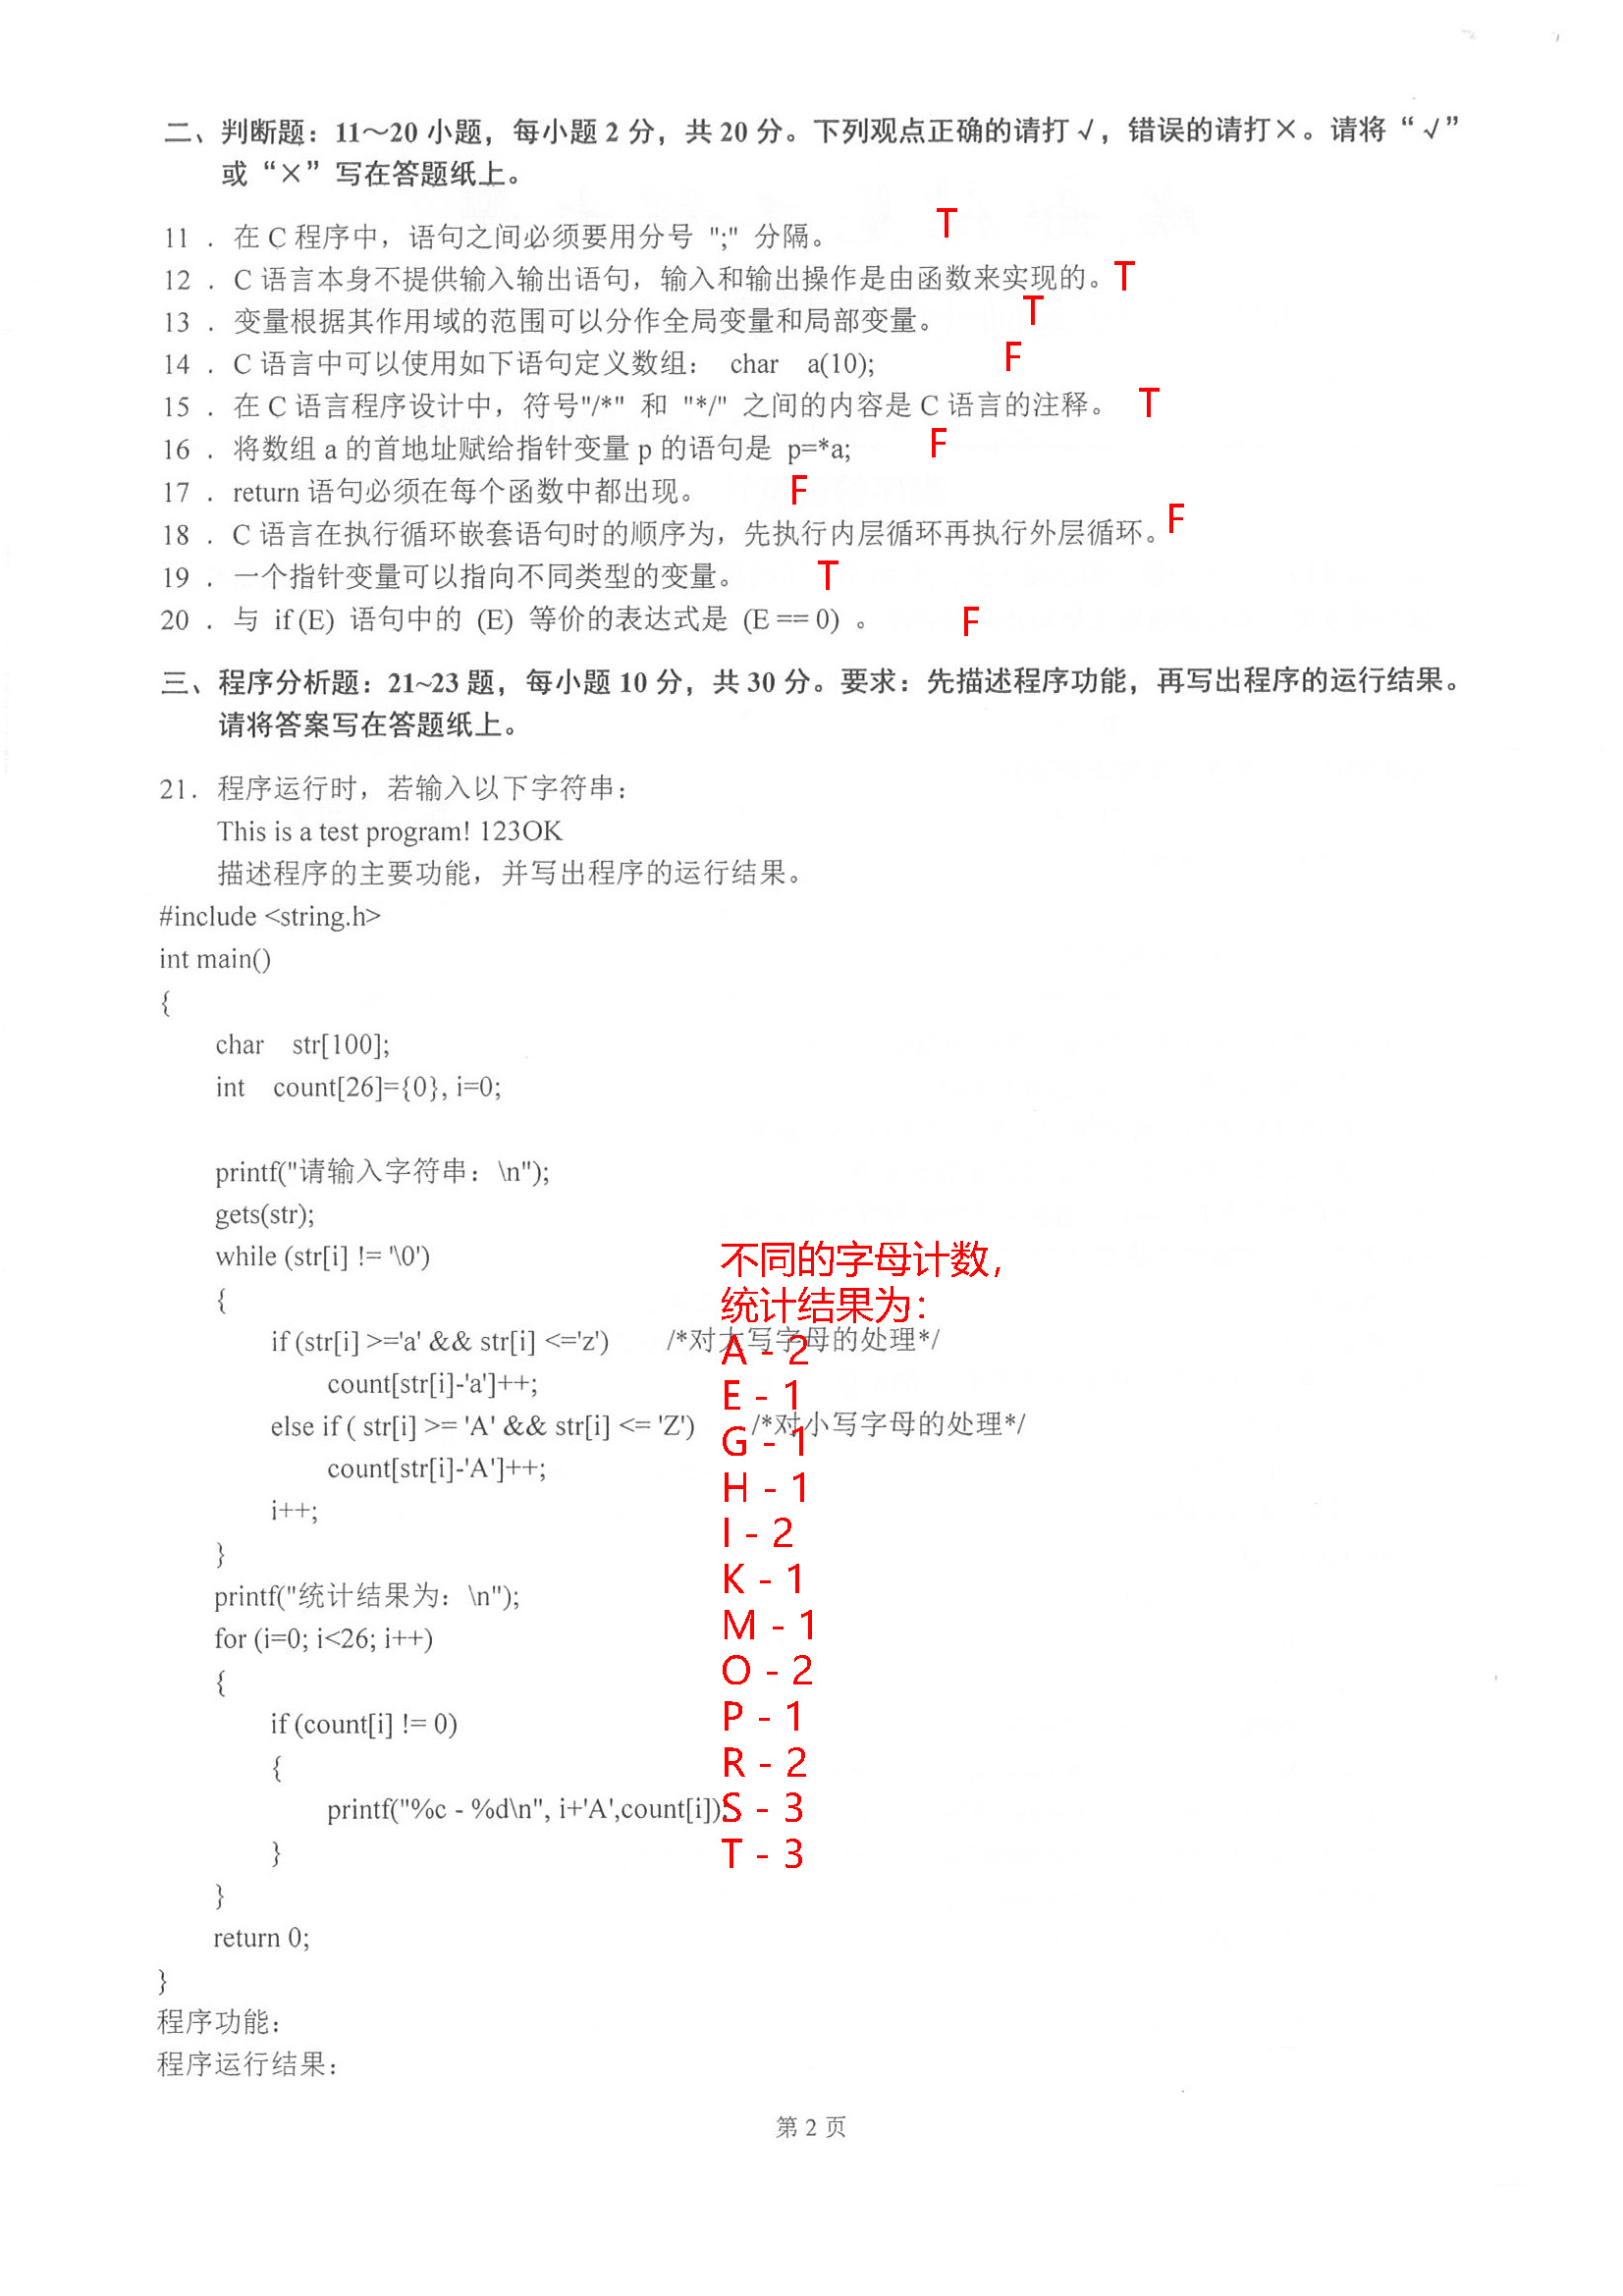 二、判断题：11～20 小题，每小题 2 分，共 20 分。下列观点正确的请打√，错误的请打×。请将“√”
或“×”写在答题纸上。
11 ．在 C 程序中，语句之间必须要用分号 ";" 分隔。 T
12 ．C 语言本身不提供输入输出语句，输入和输出操作是由函数来实现的。 T
13 ．变量根据其作用域的范围可以分作全局变量和局部变量。 T
14 ．C 语言中可以使用如下语句定义数组： char a(10); F
15 ．在 C 语言程序设计中，符号"/*" 和 "*/" 之间的内容是 C 语言的注释。 T
16 ．将数组 a 的首地址赋给指针变量 p 的语句是 p=*a; F
17 ．return 语句必须在每个函数中都出现。 F
18 ．C 语言在执行循环嵌套语句时的顺序为，先执行内层循环再执行外层循环。 F
19 ．一个指针变量可以指向不同类型的变量。 T
20 ．与 if (E) 语句中的 (E) 等价的表达式是 (E == 0) 。 F
三、程序分析题：21~23 题，每小题 10 分，共 30 分。要求：先描述程序功能，再写出程序的运行结果。
请将答案写在答题纸上。
21．程序运行时，若输入以下字符串：
This is a test program! 123OK
描述程序的主要功能，并写出程序的运行结果。
#include <string.h>
int main()
{
char str[100];
int count[26]={0}, i=0;
printf("请输入字符串：\n");
gets(str);
while (str[i] != '\0')
不同的字母计数，
{
统计结果为：
if (str[i] >='a' && str[i] <='z') /*对大写字母的处理*/
A - 2
count[str[i]-'a']++;
E - 1
else if ( str[i] >= 'A' && str[i] <= 'Z') /*对小写字母的处理*/
G - 1
count[str[i]-'A']++;
H - 1
i++;
I - 2
}
K - 1
printf("统计结果为：\n");
M - 1
for (i=0; i<26; i++)
O - 2
{
P - 1
if (count[i] != 0)
R - 2
{
printf("%c - %d\n", i+'A',count[i]);
S - 3
}
T - 3
}
return 0;
}
程序功能：
程序运行结果：
第 2 页